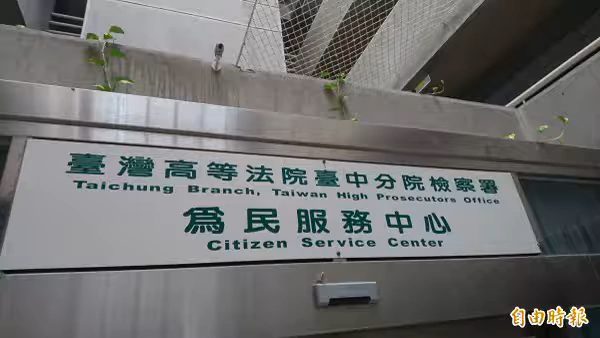 臺灣高等法院臺中分院檢察署
Taichung Branch, Taiwan High Prosecutors Office
為民服務中心
Citizen Service Center
自由時報